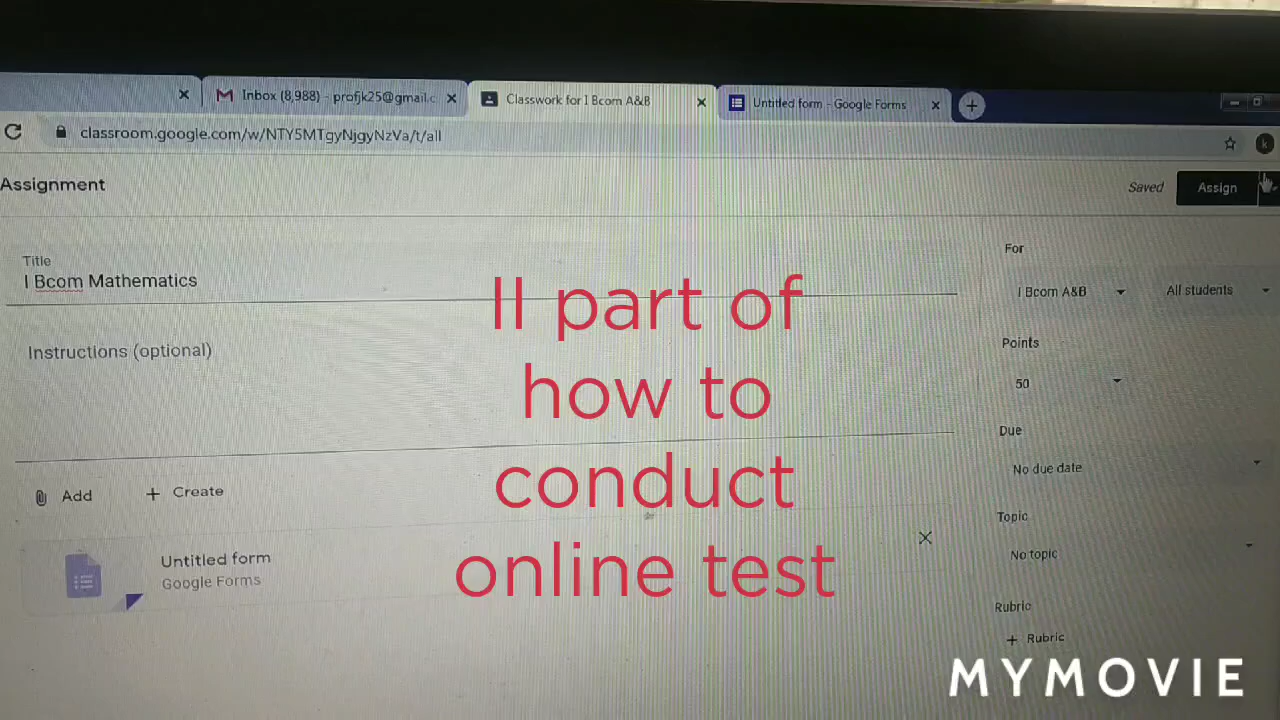 Inbox (8,988) - profjk25@gmail.c
Classwork for I Bcom A&B
Untitled form - Google Forms
classroom.google.com/w/NTY5MTgyNjgyNzVa/t/all
k
Assignment
Saved
Assign
Title
I Bcom Mathematics
Instructions (optional)
Add
+ Create
Untitled form
Google Forms
For
I Bcom A&B
All students
Points
50
Due
No due date
Topic
No topic
Rubric
+ Rubric
II part of
how to
conduct
online test
MYMOVIE